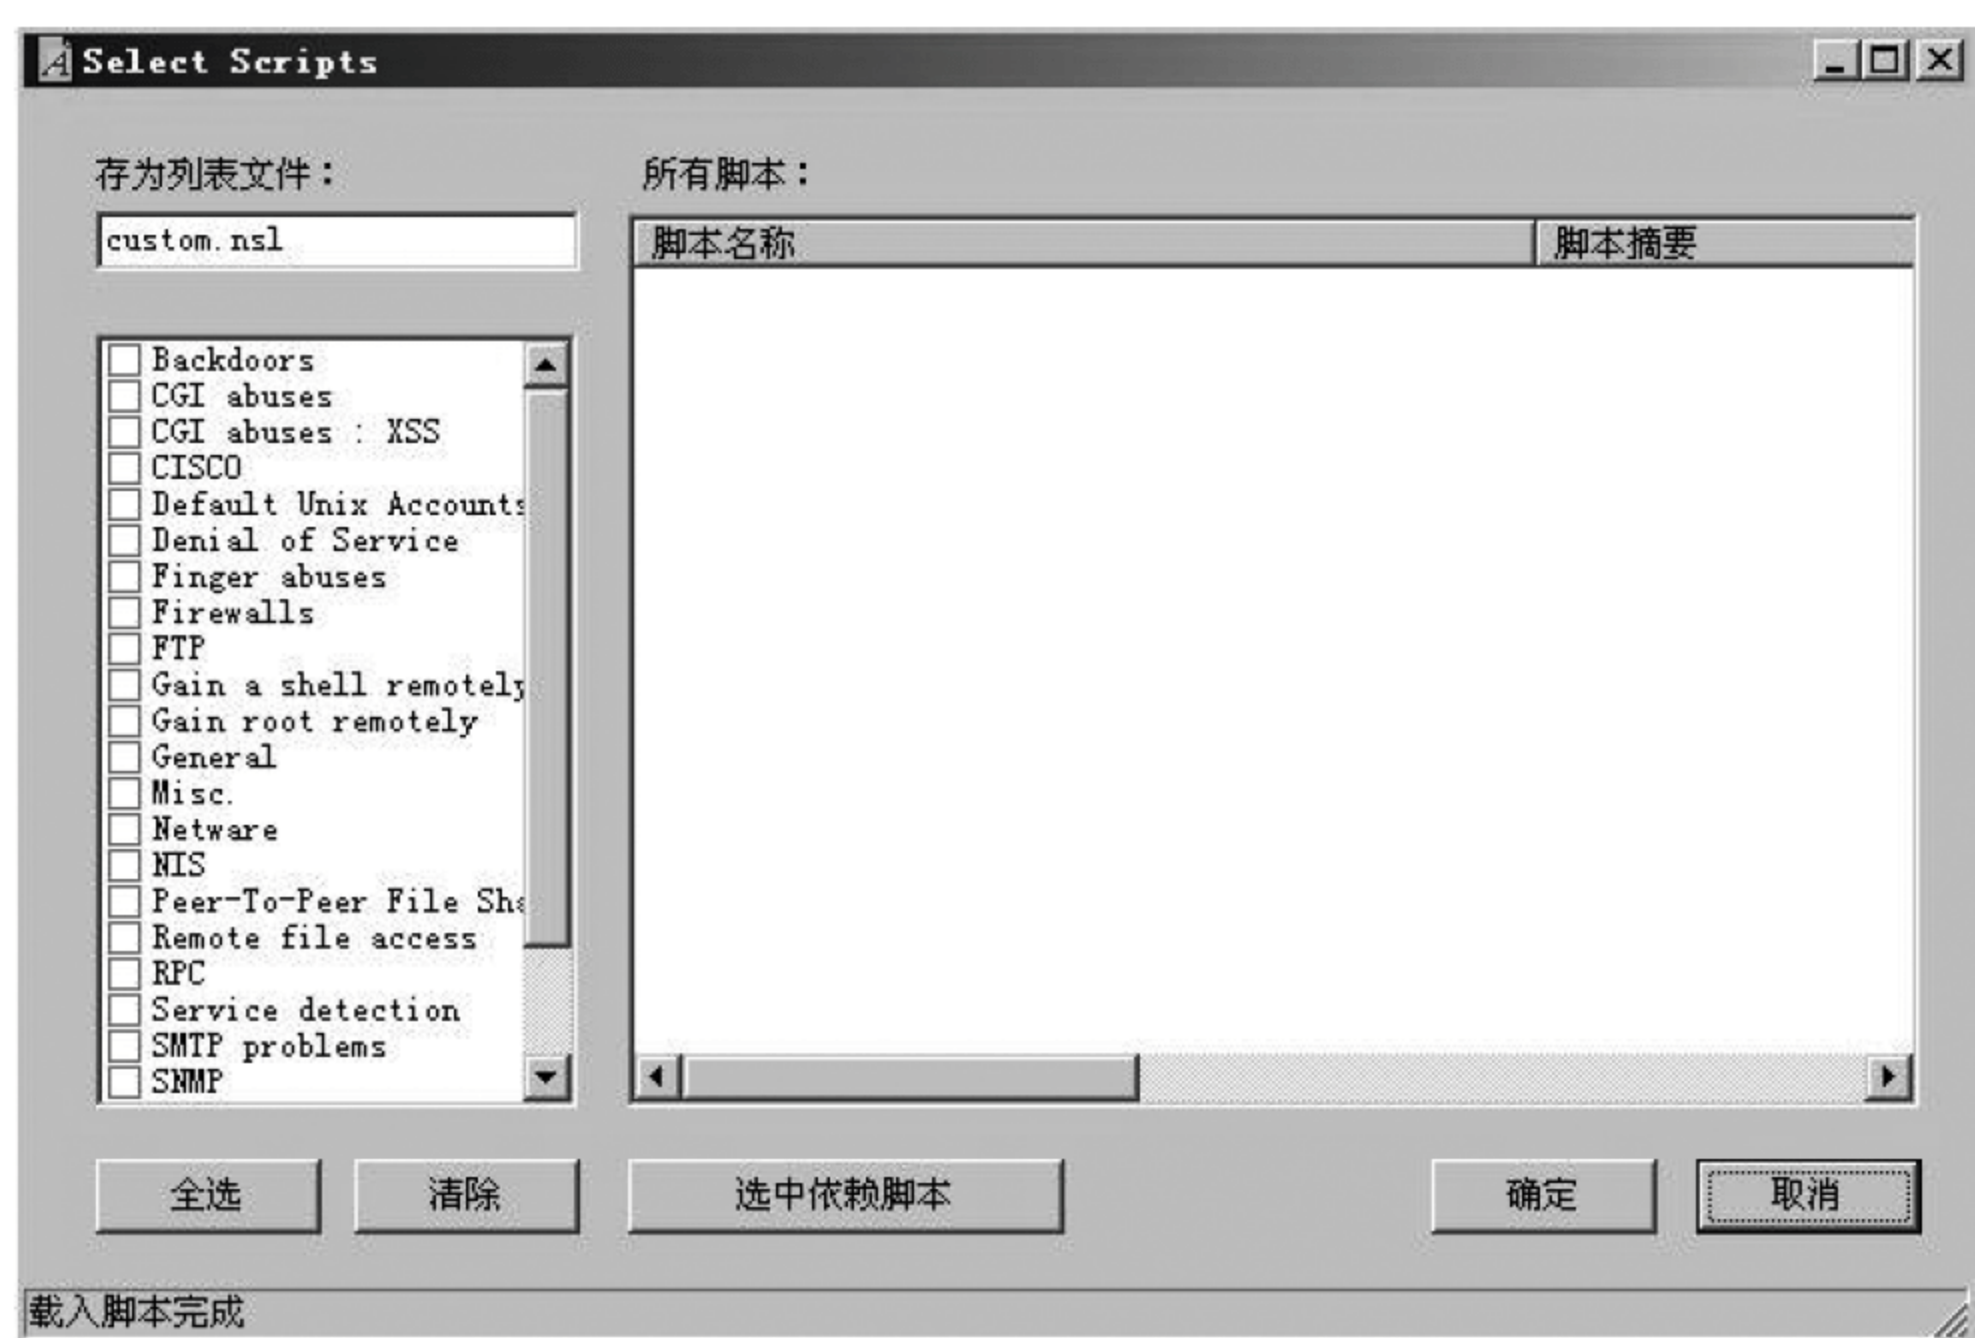 Select Scripts
存为列表文件：
所有脚本：
custom.nsl
脚本名称 脚本摘要
Backdoors
CGI abuses
CGI abuses : XSS
CISCO
Default Unix Accounts
Denial of Service
Finger abuses
Firewalls
FTP
Gain a shell remotely
Gain root remotely
General
Misc.
Netware
NIS
Peer-To-Peer File Sha
Remote file access
RPC
Service detection
SMTP problems
SNMP
全选 清除 选中依赖脚本 确定 取消
载入脚本完成